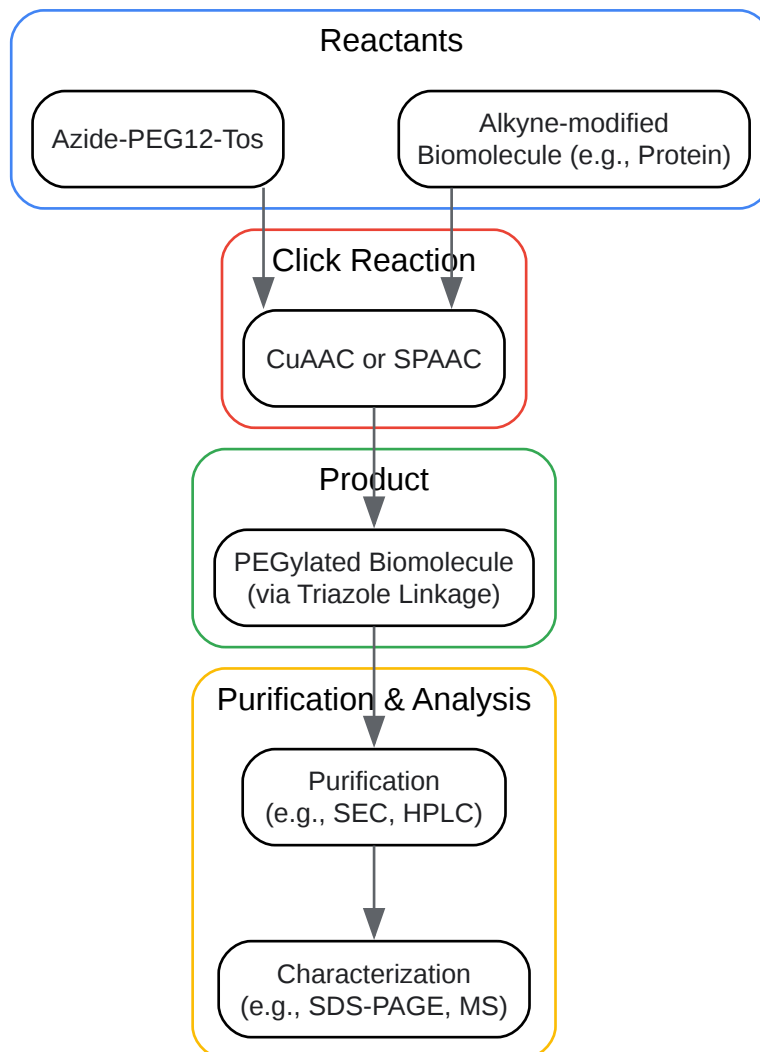 Reactants
Azide-PEG12-Tos
Alkyne-modified
Biomolecule (e.g., Protein)
Click Reaction
CuAAC or SPAAC
Product
PEGylated Biomolecule
(via Triazole Linkage)
Purification & Analysis
Purification
(e.g., SEC, HPLC)
Characterization
(e.g., SDS-PAGE, MS)